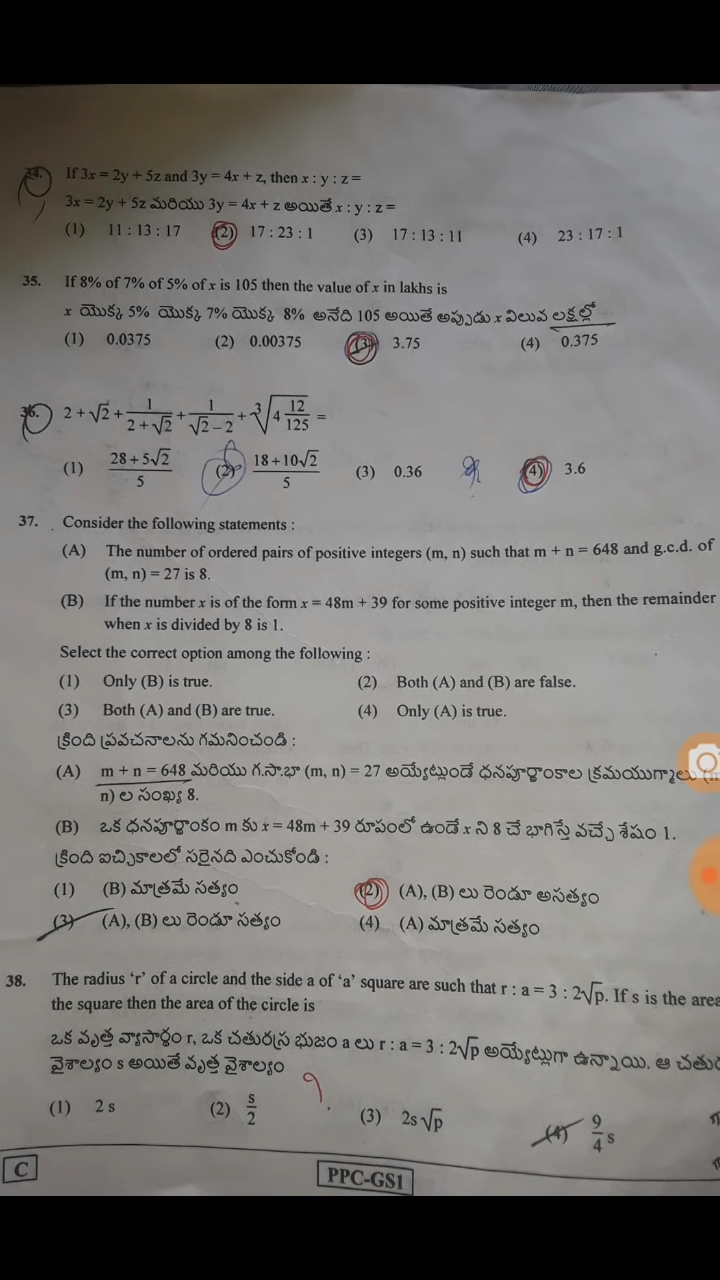 34. If 3x = 2y + 5z and 3y = 4x + z, then x : y : z =
3x = 2y + 5z మరియు 3y = 4x + z అయితే x : y : z =
(1) 11 : 13 : 17 (2) 17 : 23 : 1 (3) 17 : 13 : 11 (4) 23 : 17 : 1
35. If 8% of 7% of 5% of x is 105 then the value of x in lakhs is
x యొక్క 5% యొక్క 7% యొక్క 8% అనేది 105 అయితే అప్పుడు x విలువ లక్షల్లో
(1) 0.0375 (2) 0.00375 (3) 3.75 (4) 0.375
36. 2 + √2 + 1/(2 + √2) + 1/(√2 – 2) + ∛(4 12/125) =
(1) (28 + 5√2)/5 (2) (18 + 10√2)/5 (3) 0.36 (4) 3.6
37. Consider the following statements :
(A) The number of ordered pairs of positive integers (m, n) such that m + n = 648 and g.c.d. of
(m, n) = 27 is 8.
(B) If the number x is of the form x = 48m + 39 for some positive integer m, then the remainder
when x is divided by 8 is 1.
Select the correct option among the following :
(1) Only (B) is true. (2) Both (A) and (B) are false.
(3) Both (A) and (B) are true. (4) Only (A) is true.
క్రింది ప్రవచనాలను గమనించండి :
(A) m + n = 648 మరియు గ.సా.భా (m, n) = 27 అయ్యేట్లుండే ధనపూర్ణాంకాల క్రమయుగ్మాలు (m
n) ల సంఖ్య 8.
(B) ఒక ధనపూర్ణాంకం m కు x = 48m + 39 రూపంలో ఉండే x ని 8 చే భాగిస్తే వచ్చే శేషం 1.
క్రింది ఐచ్ఛికాలలో సరైనది ఎంచుకోండి :
(1) (B) మాత్రమే సత్యం (2) (A), (B) లు రెండూ అసత్యం
(3) (A), (B) లు రెండూ సత్యం (4) (A) మాత్రమే సత్యం
38. The radius ‘r’ of a circle and the side a of ‘a’ square are such that r : a = 3 : 2√p. If s is the area
the square then the area of the circle is
ఒక వృత్త వ్యాసార్ధం r, ఒక చతురస్ర భుజం a లు r : a = 3 : 2√p అయ్యేట్లుగా ఉన్నాయి. ఆ చతుర
వైశాల్యం s అయితే వృత్త వైశాల్యం
(1) 2 s (2) s/2 (3) 2s√p (4) 9/4 s
C PPC-GS1